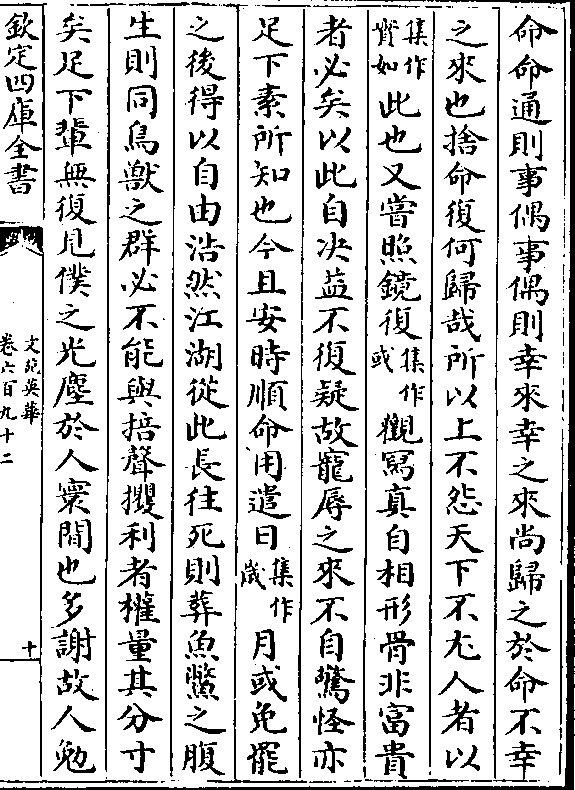 命命通則事偶事偶則幸來幸之來尚歸之於命不幸
之來也捨命復何歸哉所以上不怨天下不尤人者以
集作實如此也又嘗照鏡復集作或觀寫真自相形骨非富貴
者必矣以此自决益不復疑故寵辱之來不自驚怪亦
足下素所知也今且安時順命用遣日集作歲月或免罷
之後得以自由浩然江湖從此長往死則葬魚鱉之腹
生則同鳥獸之群必不能與掊聲攫利者權量其分寸
矣足下輩無復見僕之光塵於人寰間也多謝故人勉
欽定四庫全書
文苑英華
卷六百九十二
十